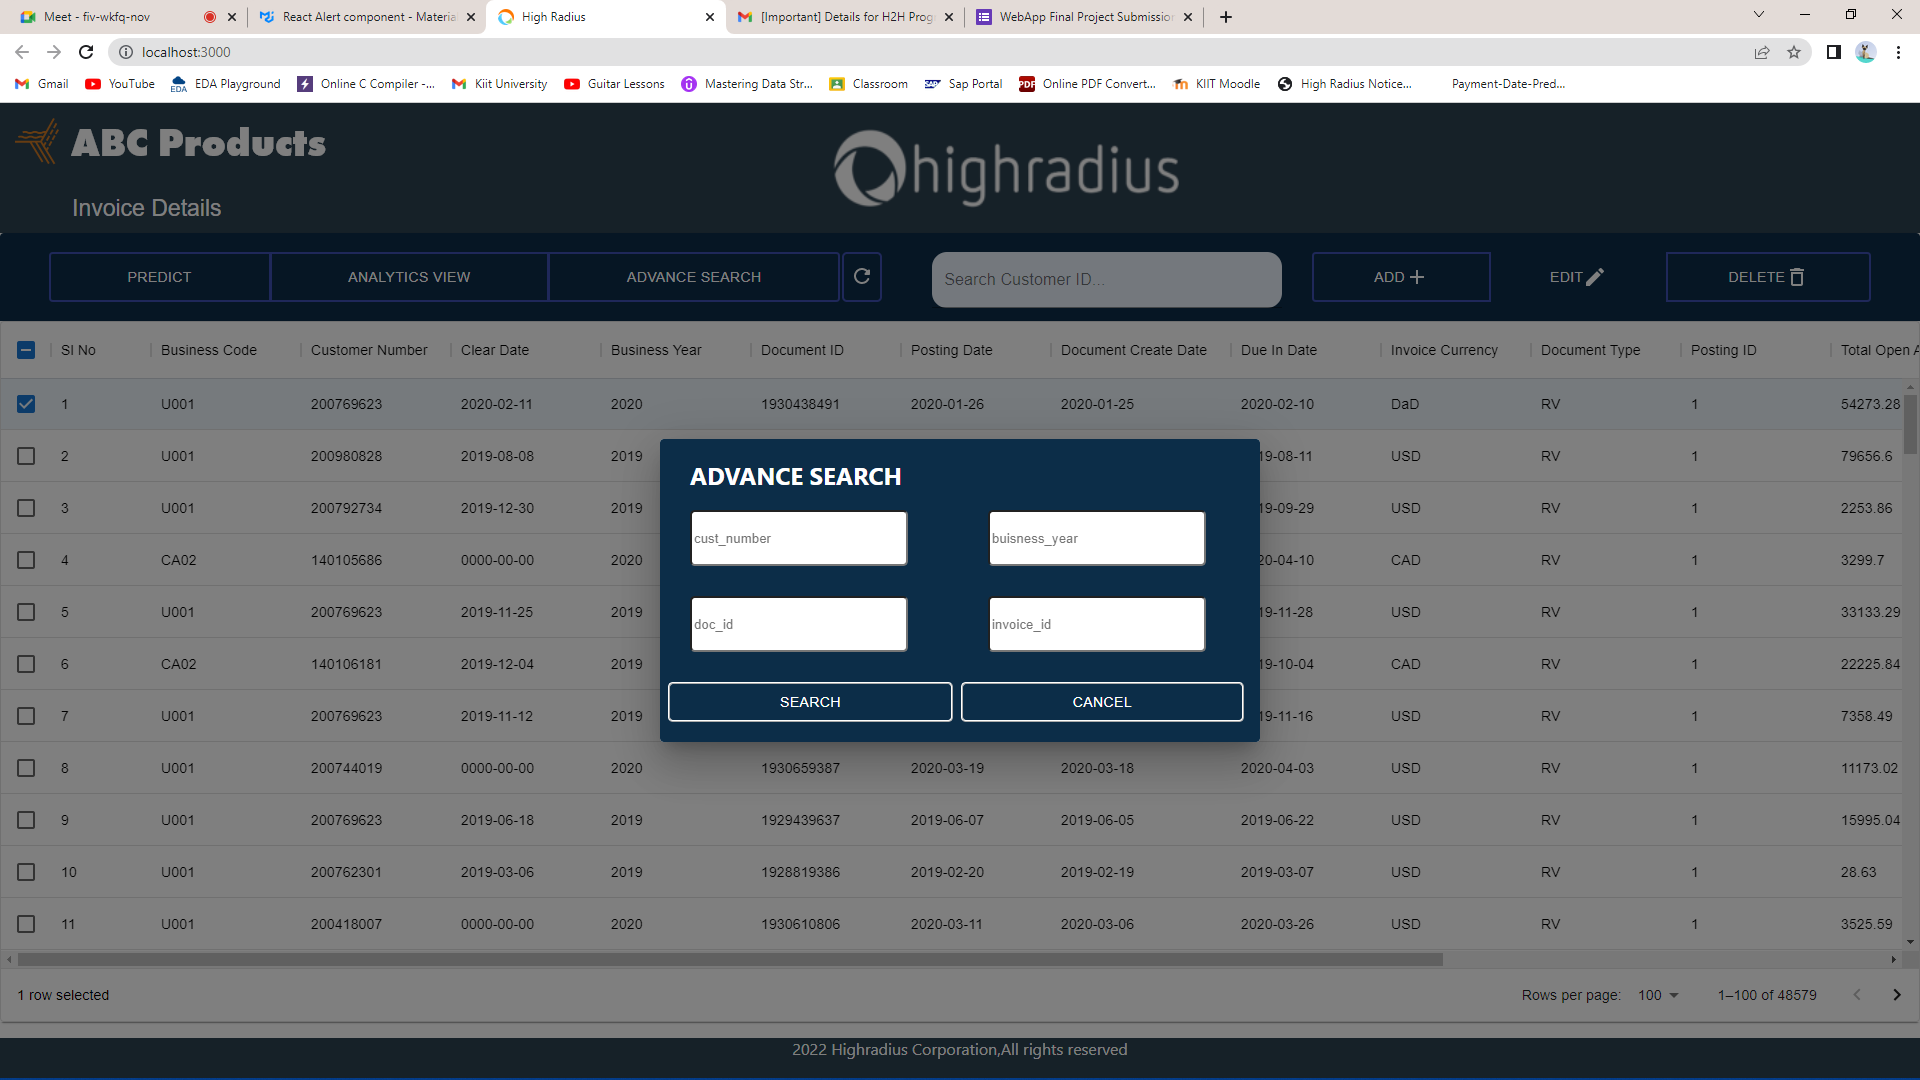 Meet - fiv-wkfq-nov
React Alert component - Materia
High Radius
[Important] Details for H2H Prog
WebApp Final Project Submission
localhost:3000
Gmail
YouTube
EDA
EDA Playground
Online C Compiler -...
Kiit University
Guitar Lessons
Mastering Data Str...
Classroom
Sap Portal
PDF
Online PDF Convert...
KIIT Moodle
High Radius Notice...
Payment-Date-Pred...
ABC Products
highradius
Invoice Details
PREDICT ANALYTICS VIEW ADVANCE SEARCH Search Customer ID... ADD EDIT DELETE
Sl No Business Code Customer Number Clear Date Business Year Document ID Posting Date Document Create Date Due In Date Invoice Currency Document Type Posting ID Total Open A
1 U001 200769623 2020-02-11 2020 1930438491 2020-01-26 2020-01-25 2020-02-10 DaD RV 1 54273.28
2 U001 200980828 2019-08-08 2019 19-08-11 USD RV 1 79656.6
3 U001 200792734 2019-12-30 2019 19-09-29 USD RV 1 2253.86
4 CA02 140105686 0000-00-00 2020 20-04-10 CAD RV 1 3299.7
5 U001 200769623 2019-11-25 2019 19-11-28 USD RV 1 33133.29
6 CA02 140106181 2019-12-04 2019 19-10-04 CAD RV 1 22225.84
7 U001 200769623 2019-11-12 2019 19-11-16 USD RV 1 7358.49
8 U001 200744019 0000-00-00 2020 1930659387 2020-03-19 2020-03-18 2020-04-03 USD RV 1 11173.02
9 U001 200769623 2019-06-18 2019 1929439637 2019-06-07 2019-06-05 2019-06-22 USD RV 1 15995.04
10 U001 200762301 2019-03-06 2019 1928819386 2019-02-20 2019-02-19 2019-03-07 USD RV 1 28.63
11 U001 200418007 0000-00-00 2020 1930610806 2020-03-11 2020-03-06 2020-03-26 USD RV 1 3525.59
ADVANCE SEARCH
cust_number buisness_year
doc_id invoice_id
SEARCH CANCEL
1 row selected Rows per page: 100 1–100 of 48579
2022 Highradius Corporation,All rights reserved